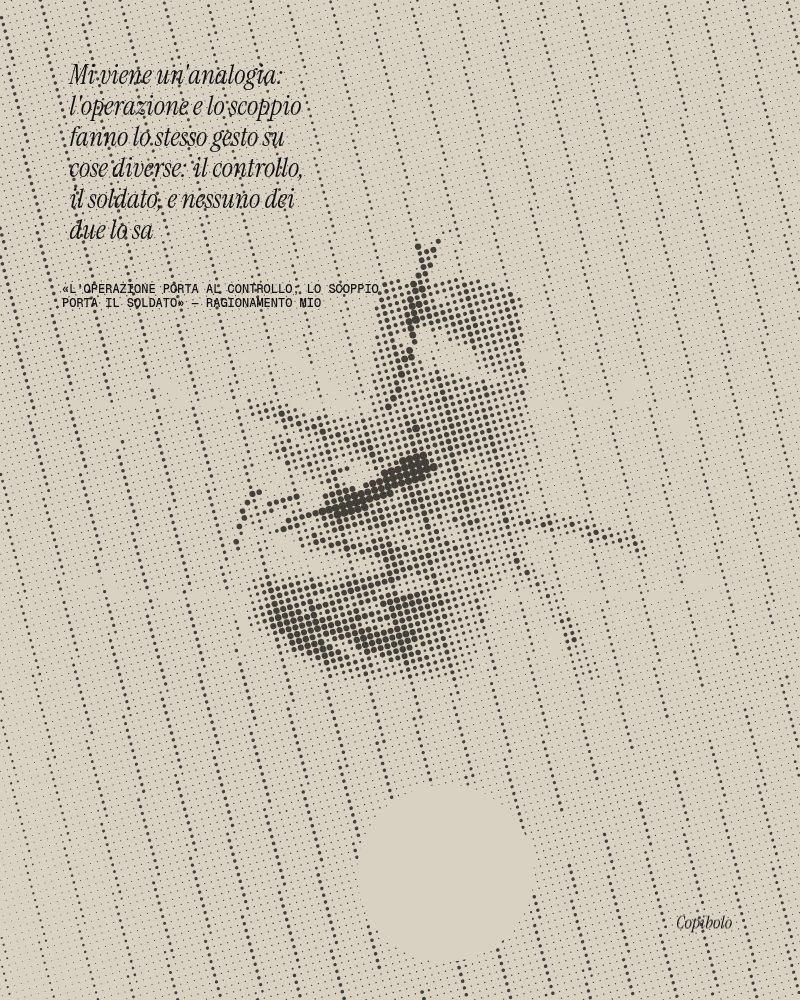 Mi viene un'analogia:
l'operazione e lo scoppio
fanno lo stesso gesto su
cose diverse: il controllo,
il soldato, e nessuno dei
due lo sa
«L'OPERAZIONE PORTA AL CONTROLLO; LO SCOPPIO
PORTA IL SOLDATO» — RAGIONAMENTO MIO
Copibolo